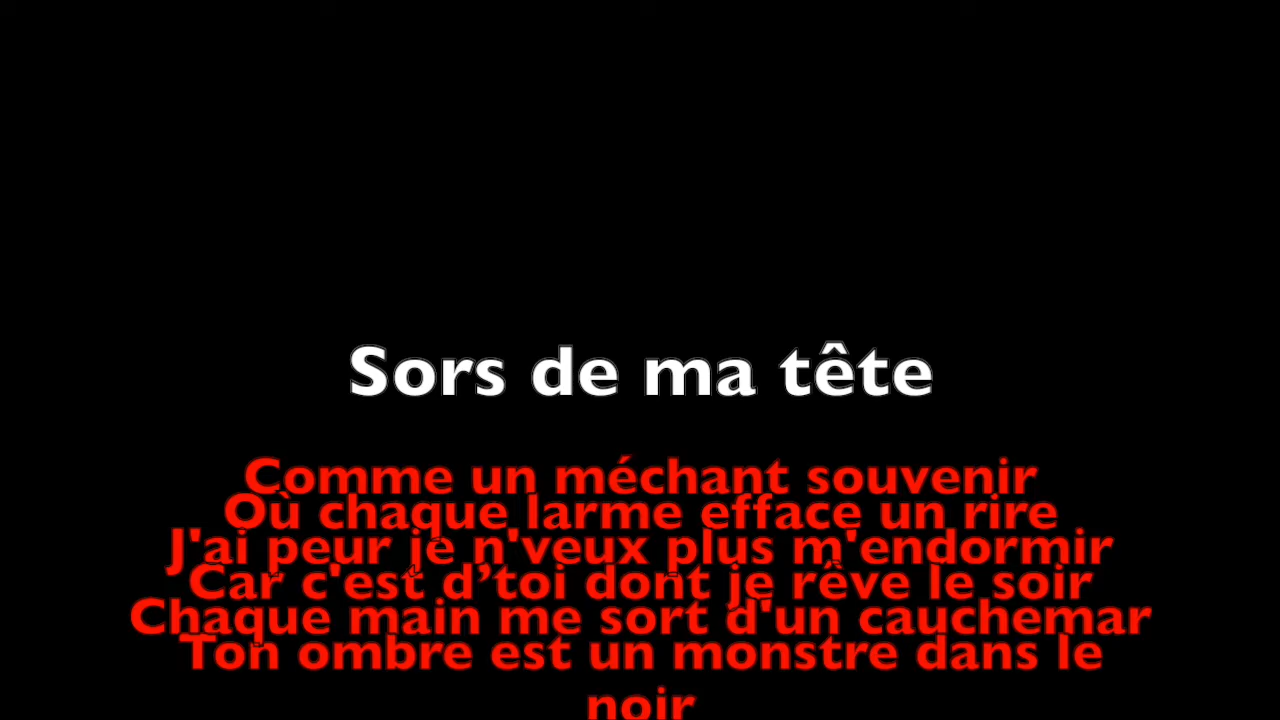 Sors de ma tête
Comme un méchant souvenir
Où chaque larme efface un rire
J'ai peur je n'veux plus m'endormir
Car c'est d’toi dont je rêve le soir
Chaque main me sort d'un cauchemar
Ton ombre est un monstre dans le
noir